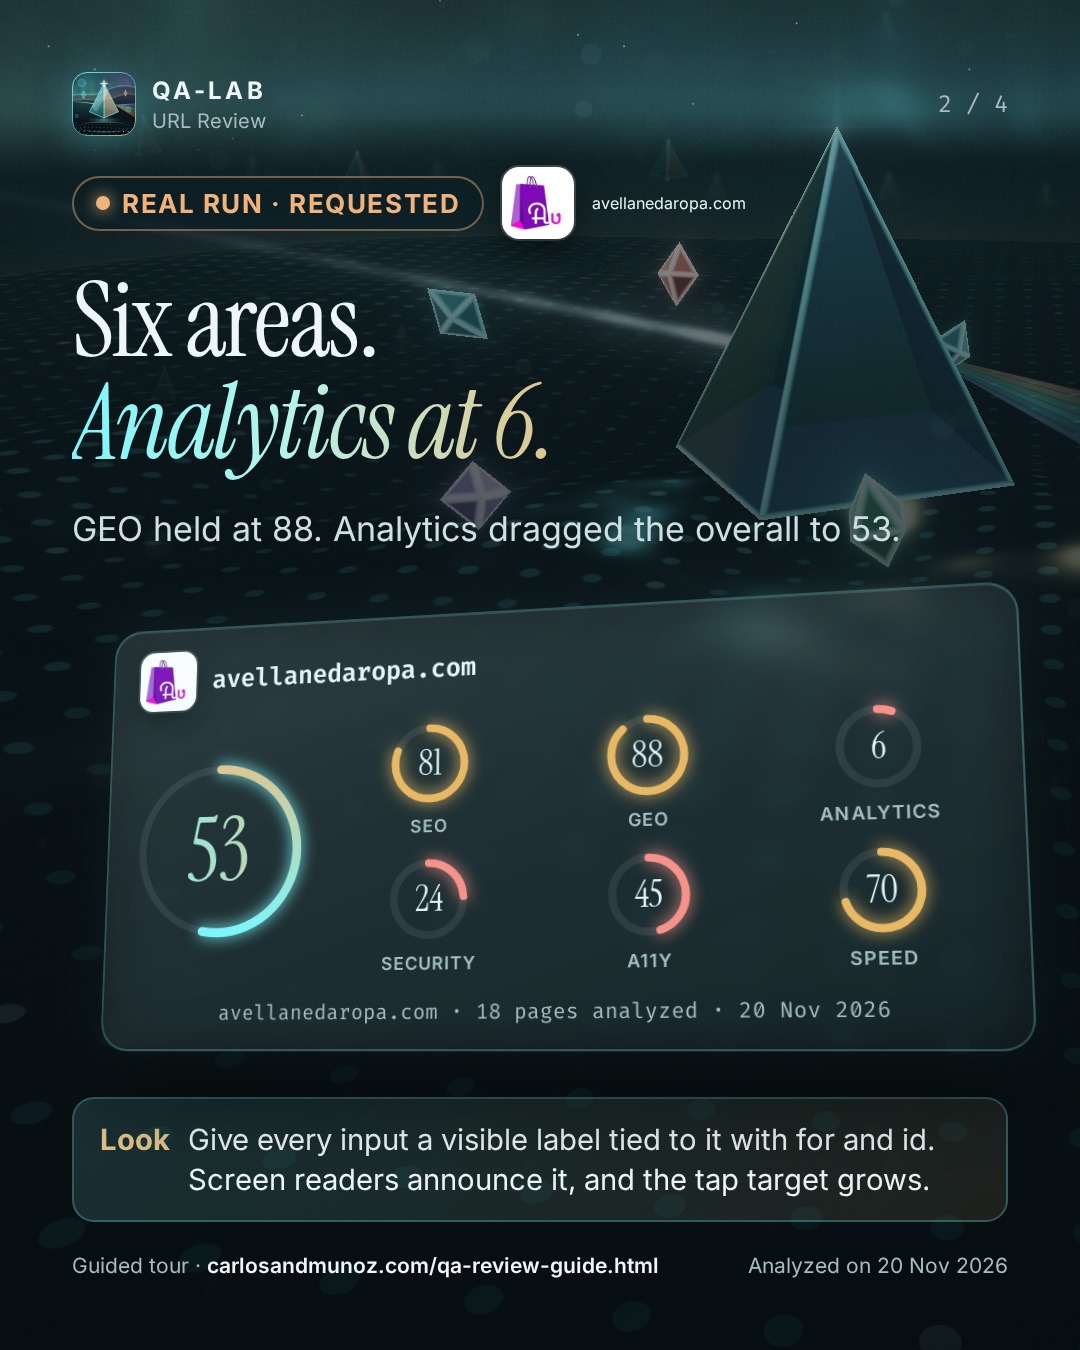 QA-LAB
URL Review
2 / 4
REAL RUN · REQUESTED
Au
avellanedaropa.com
Six areas.
Analytics at 6.
GEO held at 88. Analytics dragged the overall to 53.
Au
avellanedaropa.com
53
81
SEO
88
GEO
6
ANALYTICS
24
SECURITY
45
A11Y
70
SPEED
avellanedaropa.com · 18 pages analyzed · 20 Nov 2026
Look Give every input a visible label tied to it with for and id.
Screen readers announce it, and the tap target grows.
Guided tour · carlosandmunoz.com/qa-review-guide.html
Analyzed on 20 Nov 2026